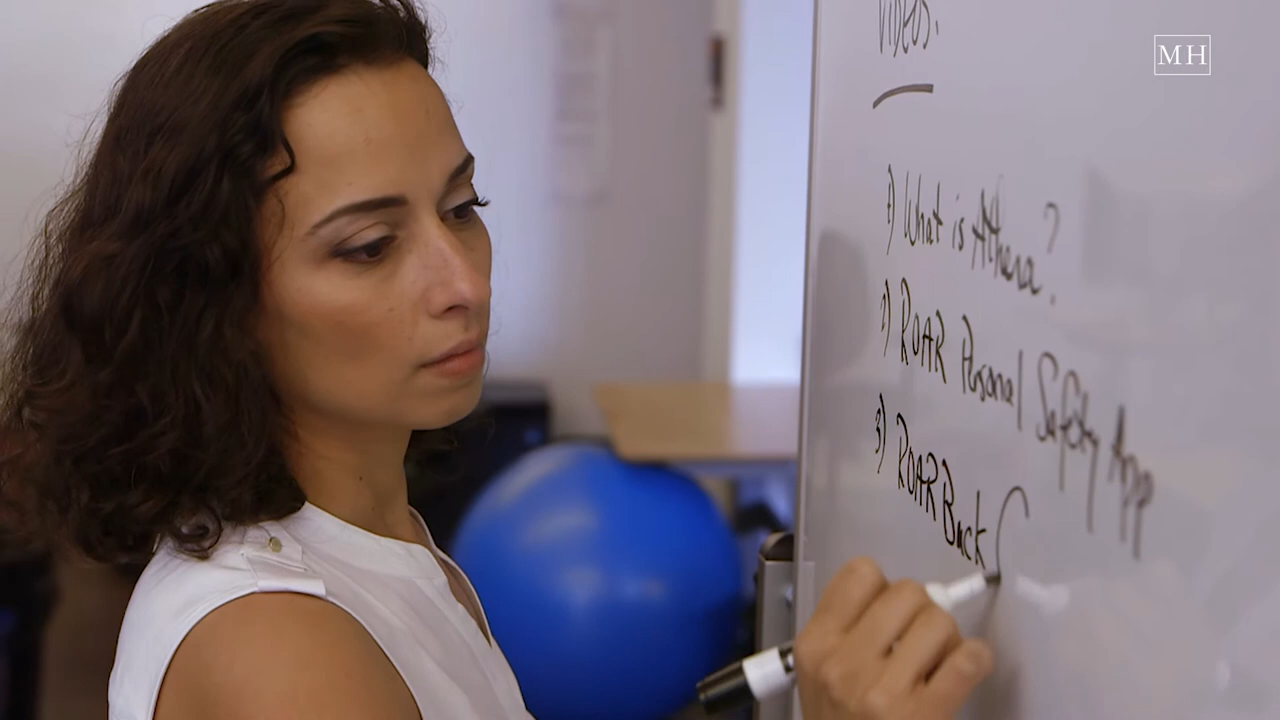 MH
VIDEOS:
1) What is Athena?
2) ROAR Personal Safety App
3) ROAR Back